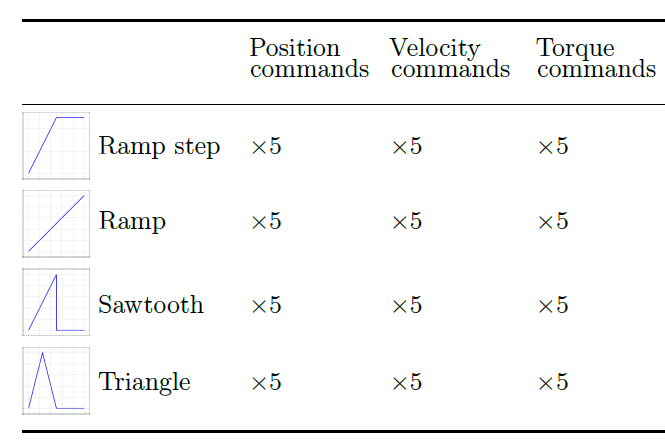 Position Velocity Torque
commands commands commands
Ramp step ×5 ×5 ×5
Ramp ×5 ×5 ×5
Sawtooth ×5 ×5 ×5
Triangle ×5 ×5 ×5